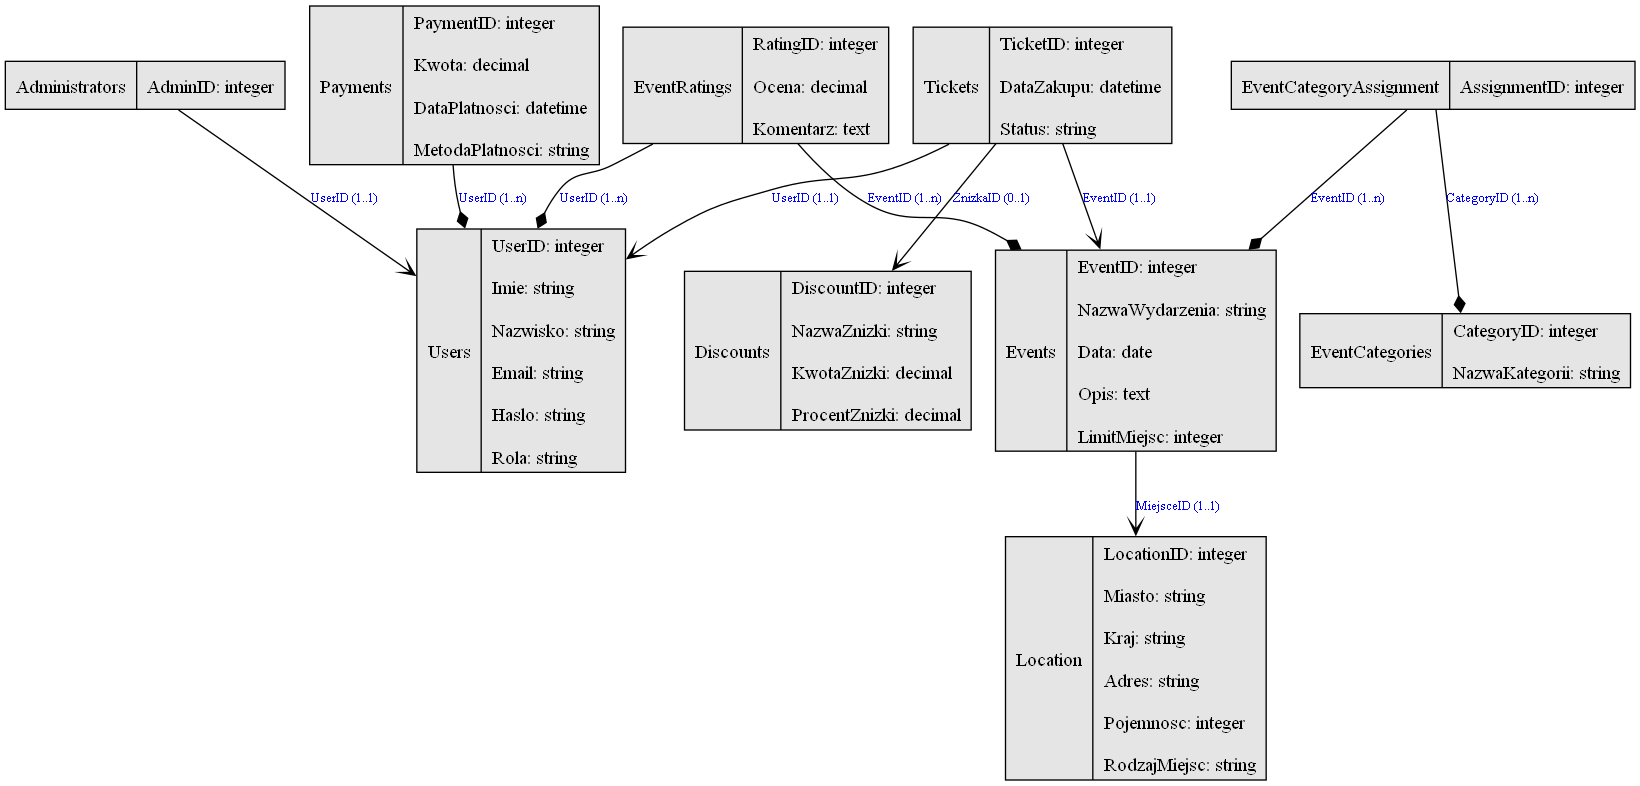 Administrators
AdminID: integer
Payments
PaymentID: integer
Kwota: decimal
DataPlatnosci: datetime
MetodaPlatnosci: string
EventRatings
RatingID: integer
Ocena: decimal
Komentarz: text
Tickets
TicketID: integer
DataZakupu: datetime
Status: string
EventCategoryAssignment
AssignmentID: integer
UserID (1..1)
UserID (1..n)
UserID (1..n)
UserID (1..1)
EventID (1..n)
ZnizkaID (0..1)
EventID (1..1)
EventID (1..n)
CategoryID (1..n)
Users
UserID: integer
Imie: string
Nazwisko: string
Email: string
Haslo: string
Rola: string
Discounts
DiscountID: integer
NazwaZnizki: string
KwotaZnizki: decimal
ProcentZnizki: decimal
Events
EventID: integer
NazwaWydarzenia: string
Data: date
Opis: text
LimitMiejsc: integer
EventCategories
CategoryID: integer
NazwaKategorii: string
MiejsceID (1..1)
Location
LocationID: integer
Miasto: string
Kraj: string
Adres: string
Pojemnosc: integer
RodzajMiejsc: string